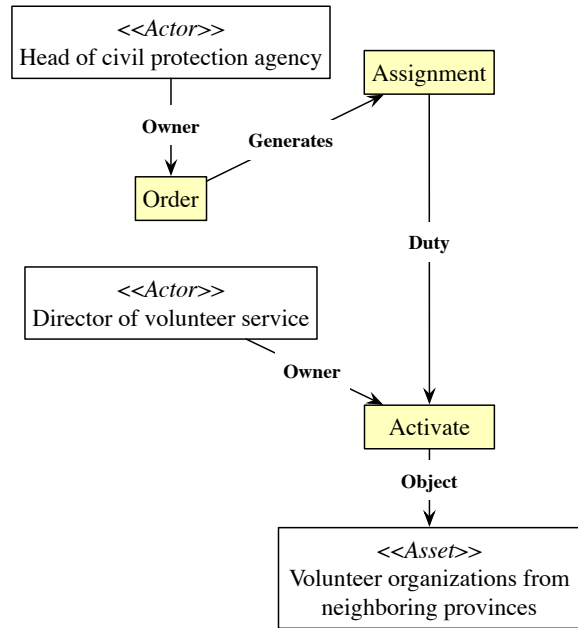 <<Actor>>
Head of civil protection agency
Assignment
Owner
Generates
Order
Duty
<<Actor>>
Director of volunteer service
Owner
Activate
Object
<<Asset>>
Volunteer organizations from
neighboring provinces